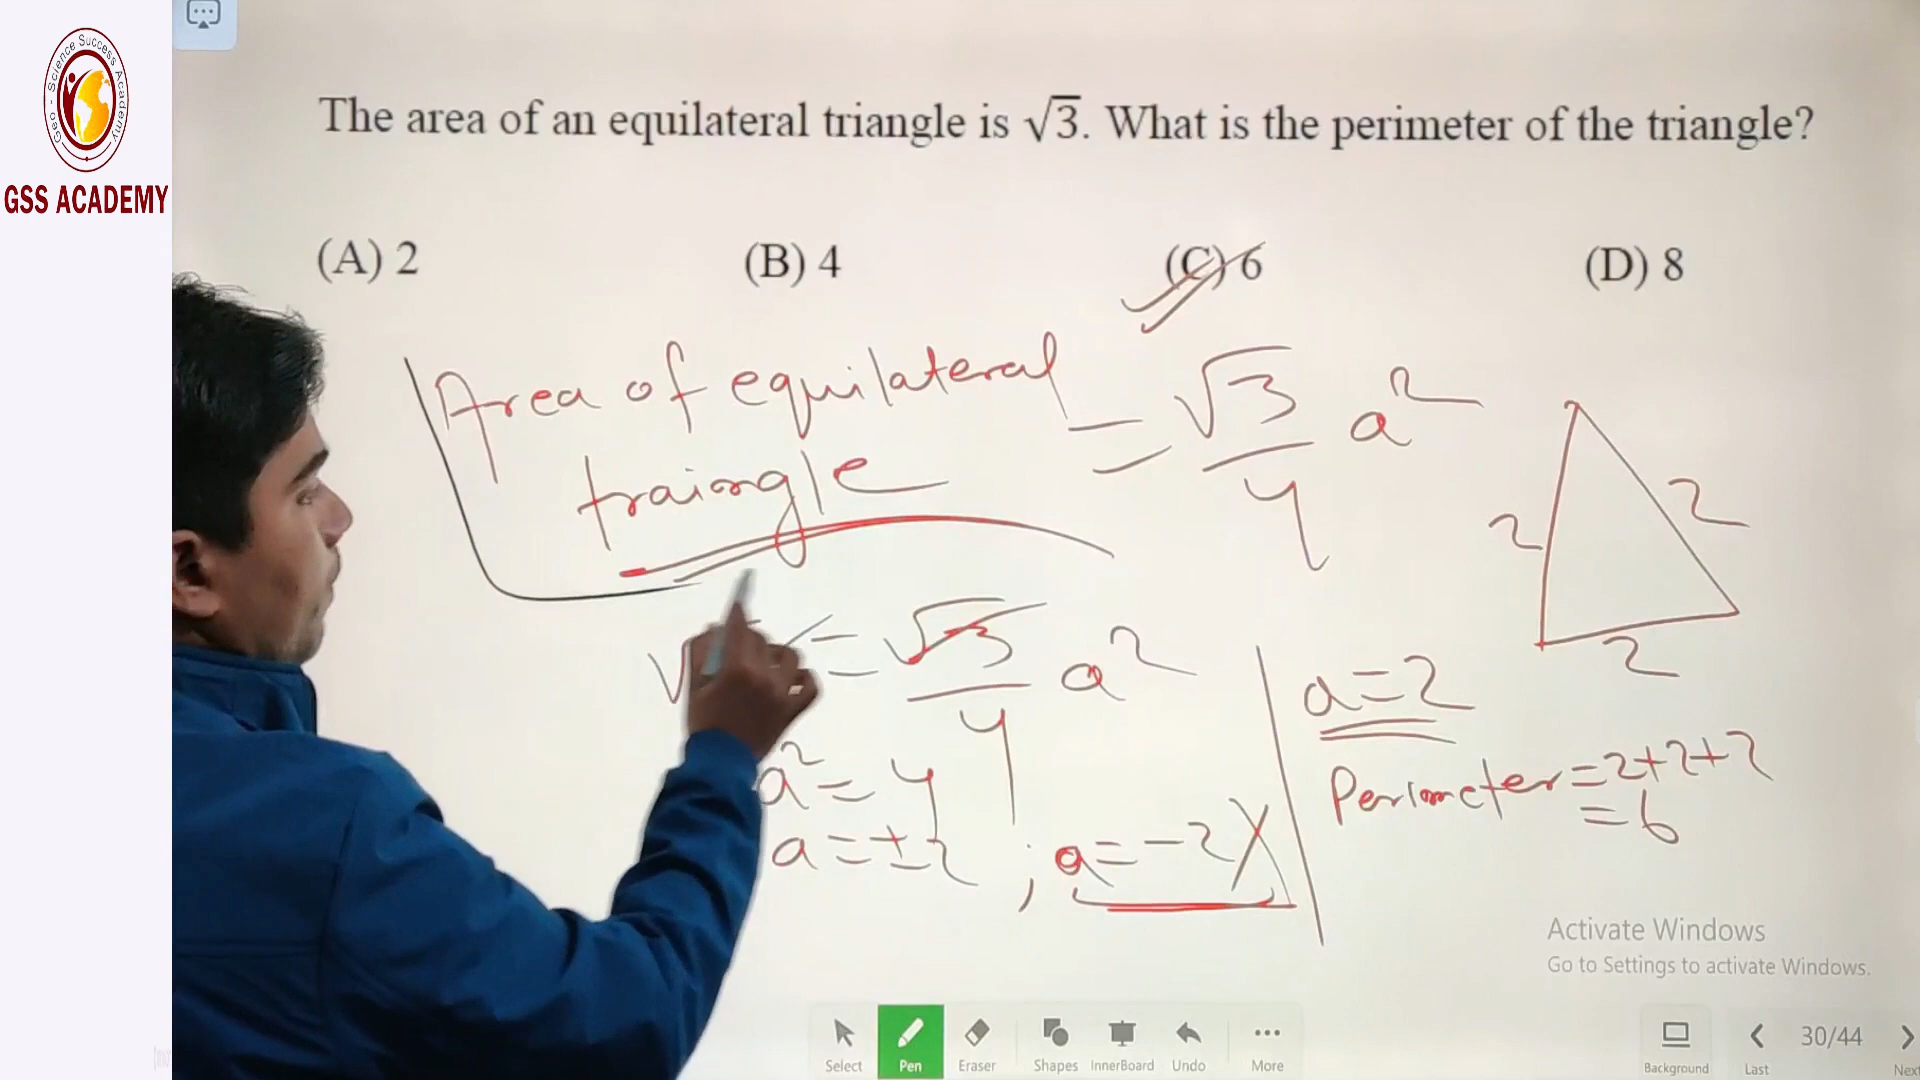 Geo - Science Success Academy
GSS ACADEMY
The area of an equilateral triangle is √3. What is the perimeter of the triangle?
(A) 2 (B) 4 (C) 6 (D) 8
Area of equilateral
traiangle = √3/4 a²
2 2
2
= √3/4 a²
a² = 4
a = ±2 ; a = -2 X
a = 2
Perimeter = 2+2+2
= 6
Activate Windows
Go to Settings to activate Windows.
Select Pen Eraser Shapes InnerBoard Undo More Background Last 30/44 Next